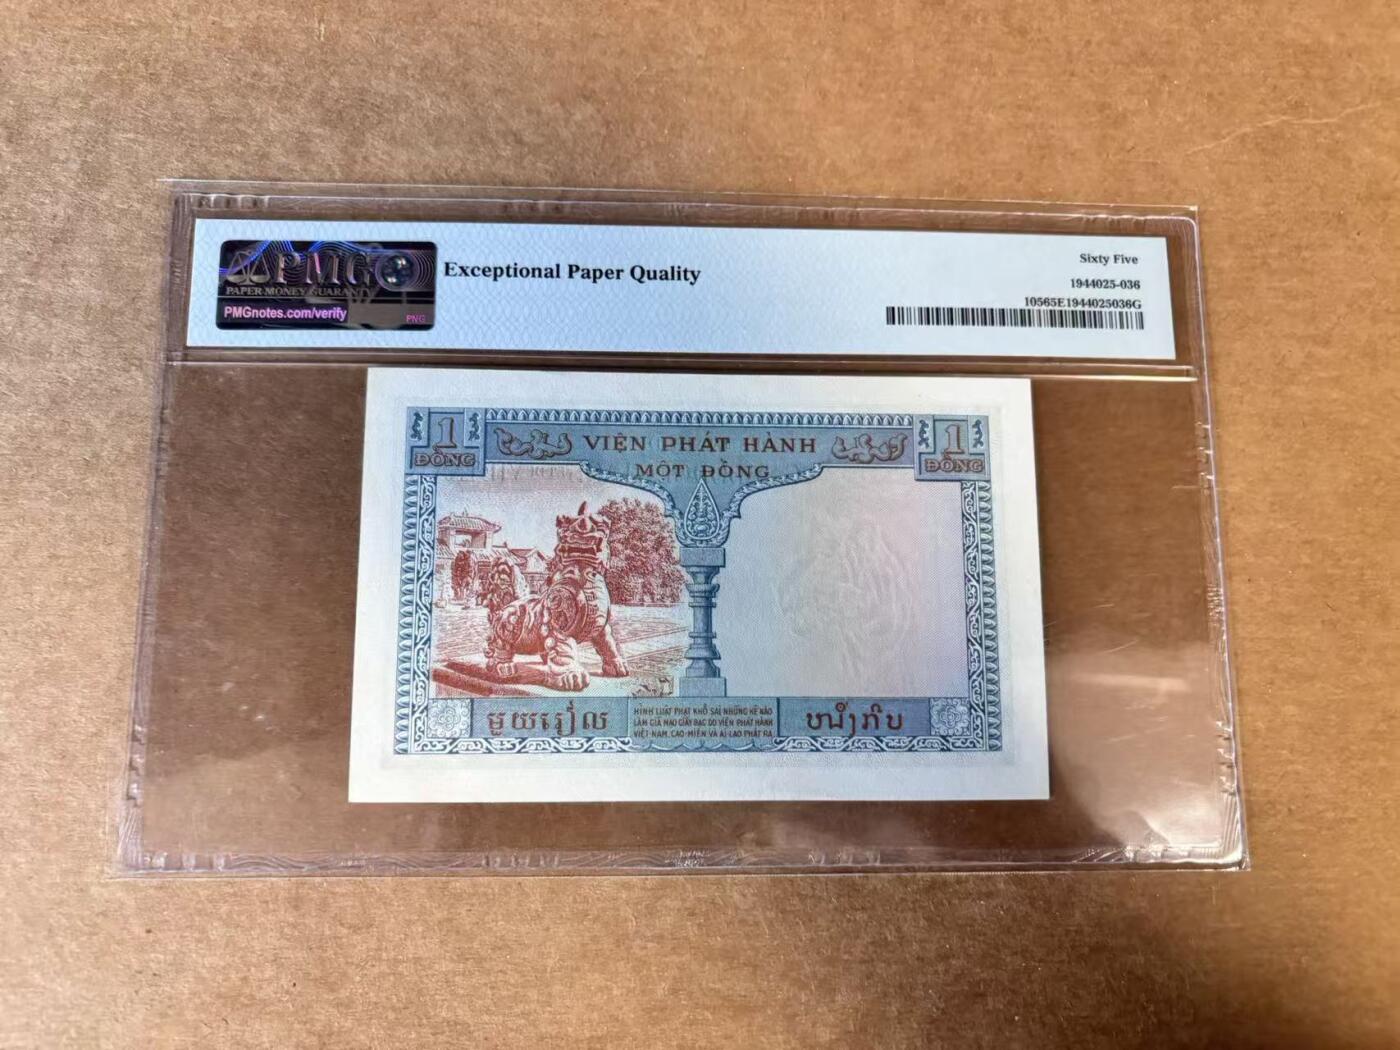 PMG
PAPER MONEY GUARANTY
PMGnotes.com/verify
PNG
Exceptional Paper Quality
Sixty Five
1944025-036
10565E1944025036G
1
ĐỒNG
VIỆN PHÁT HÀNH
MỘT ĐỒNG
1
ĐỒNG
មួយរៀល
HÌNH LUẬT PHẠT KHỔ SAI NHỮNG KẺ NÀO
LÀM GIẢ MẠO GIẤY BẠC DO VIỆN PHÁT HÀNH
VIỆT-NAM, CAO-MIÊN VÀ AI-LAO PHÁT RA
ໜຶ່ງກີບ